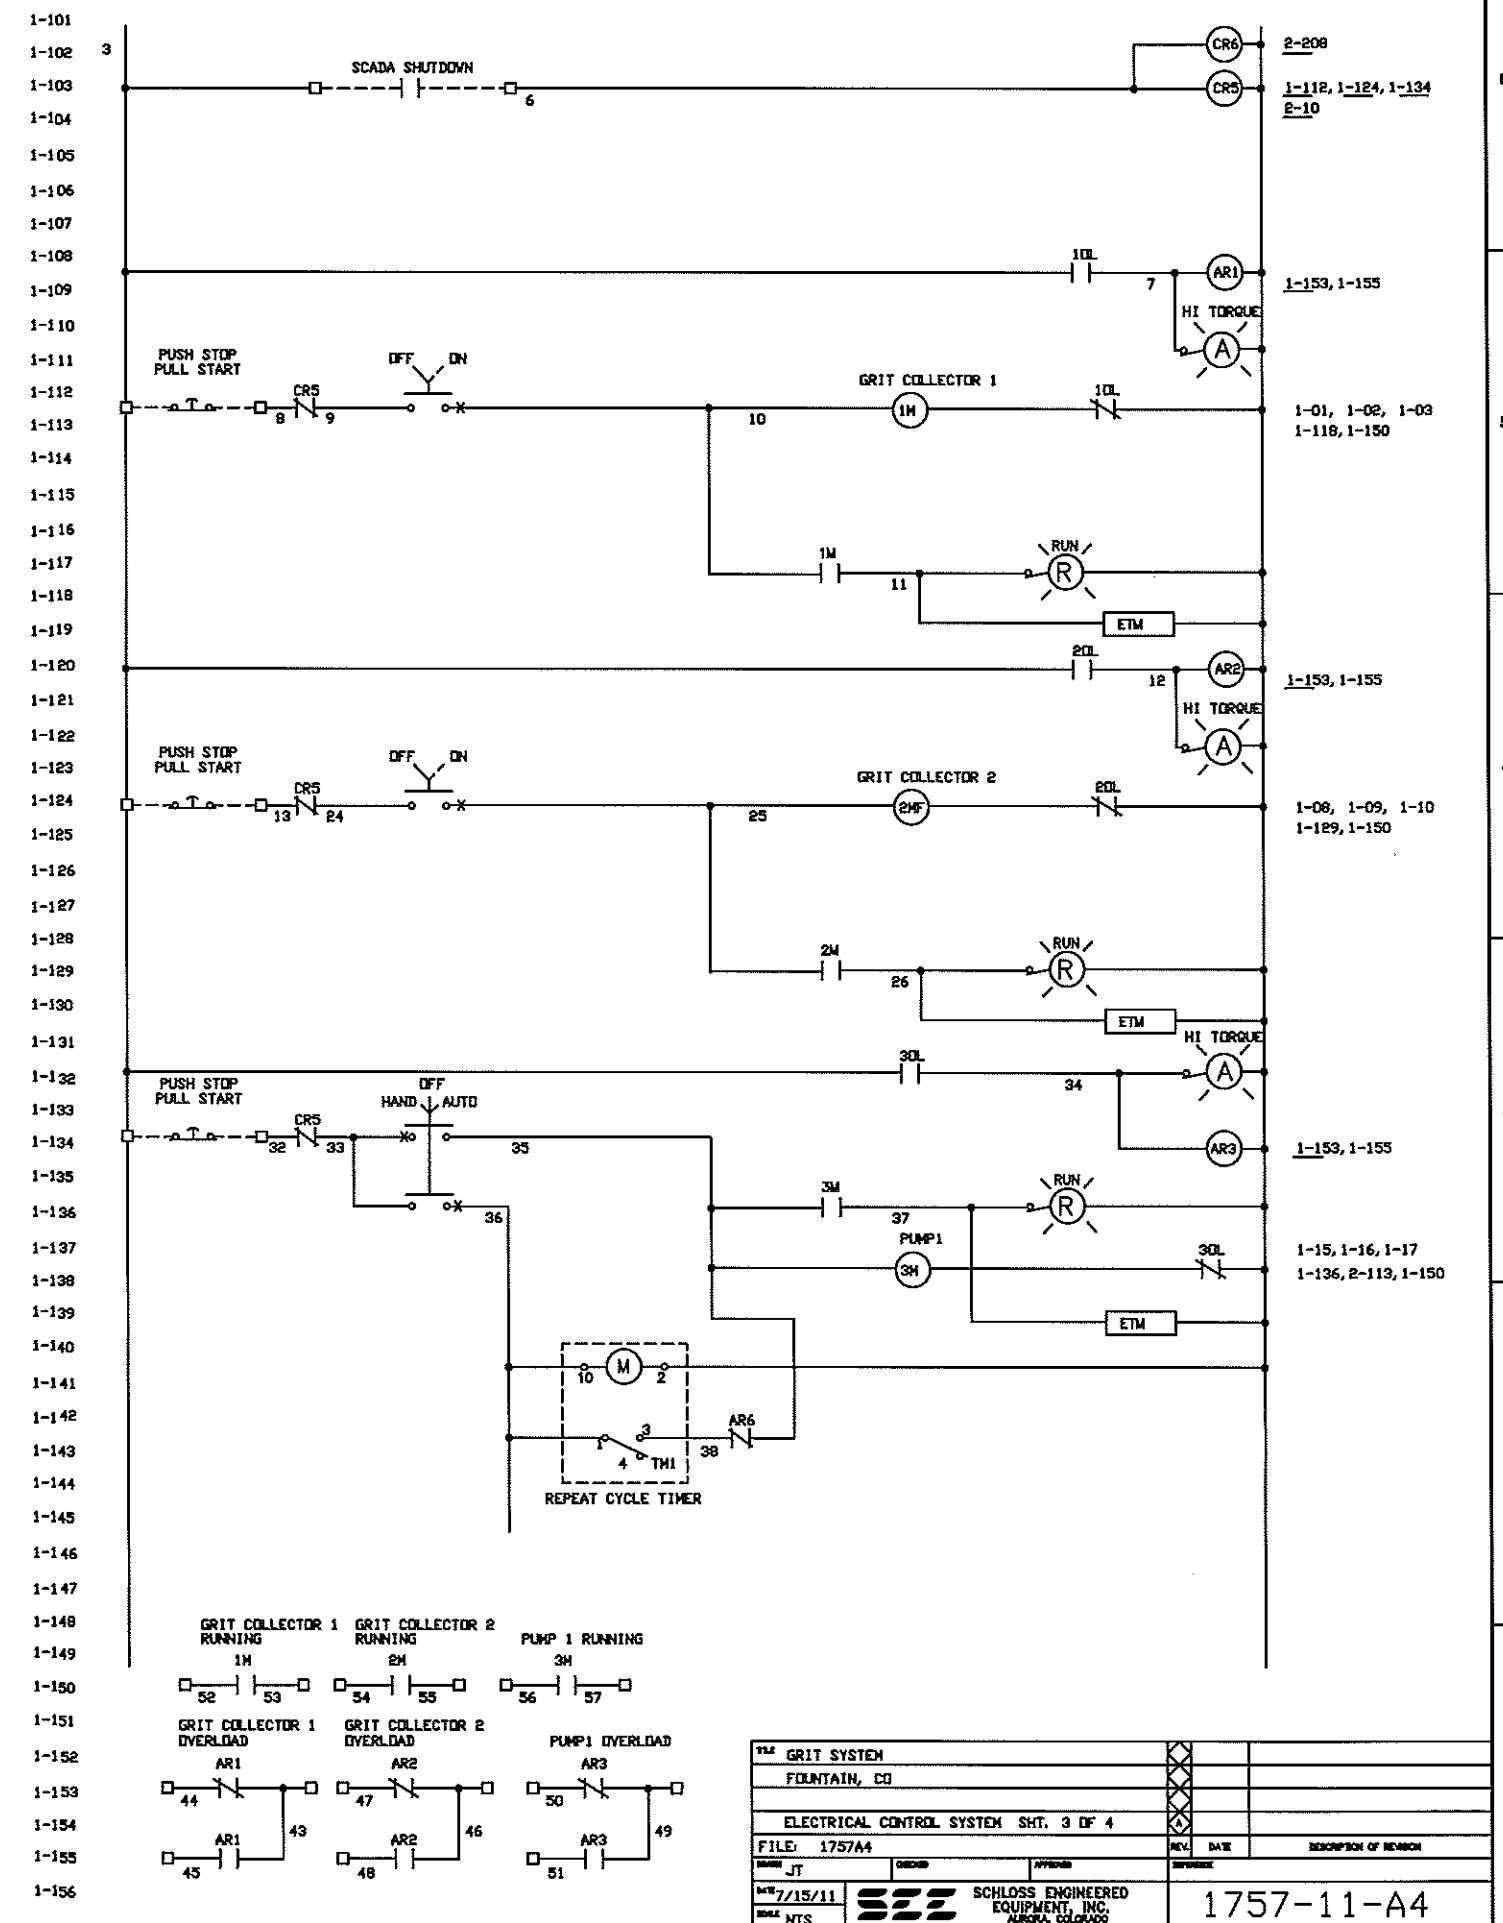 1-101
1-102 3 CR6 2-208
SCADA SHUTDOWN
1-103 6 CR5 1-112, 1-124, 1-134
1-104 2-10
1-105
1-106
1-107
1-108 1OL
7 AR1
1-109 1-153, 1-155
1-110 HI TORQUE
1-111 PUSH STOP OFF ON A
PULL START
1-112 CR5 GRIT COLLECTOR 1 1OL
8 9 10 1M 1-01, 1-02, 1-03
1-113 1-118, 1-150
1-114
1-115
1-116
1-117 1M RUN
11 R
1-118
1-119 ETM
1-120 2OL
12 AR2 1-153, 1-155
1-121
HI TORQUE
1-122
PUSH STOP OFF ON A
1-123 PULL START
GRIT COLLECTOR 2
1-124 CR5 2OL
13 24 25 2MF 1-08, 1-09, 1-10
1-125 1-129, 1-150
1-126
1-127
1-128
2M RUN
1-129 26 R
1-130
ETM
1-131 HI TORQUE
3OL
1-132 34 A
PUSH STOP OFF
PULL START HAND AUTO
1-133
CR5
1-134 32 33 35 AR3 1-153, 1-155
1-135
3M RUN
1-136 36 37 R
1-137 PUMP1 3OL 1-15, 1-16, 1-17
3M
1-138 1-136, 2-113, 1-150
1-139
ETM
1-140
10 M 2
1-141
1-142 AR6
1 3 38
1-143 4 TM1
1-144
REPEAT CYCLE TIMER
1-145
1-146
1-147
1-148 GRIT COLLECTOR 1 GRIT COLLECTOR 2
RUNNING RUNNING PUMP 1 RUNNING
1-149 1M 2M 3M
1-150 52 53 54 55 56 57
1-151 GRIT COLLECTOR 1 GRIT COLLECTOR 2
OVERLOAD OVERLOAD PUMP1 OVERLOAD
1-152 AR1 AR2 AR3
1-153 44 47 50
1-154 43 46 49
1-155 AR1 AR2 AR3
45 48 51
1-156
TITLE GRIT SYSTEM
FOUNTAIN, CO
ELECTRICAL CONTROL SYSTEM SHT. 3 OF 4 A
FILE: 1757A4 REV. DATE DESCRIPTION OF REVISION
DRAWN JT CHECKED APPROVED REFERENCE
DATE 7/15/11 SEE SCHLOSS ENGINEERED
EQUIPMENT, INC.
AURORA, COLORADO
SCALE NTS
1757-11-A4